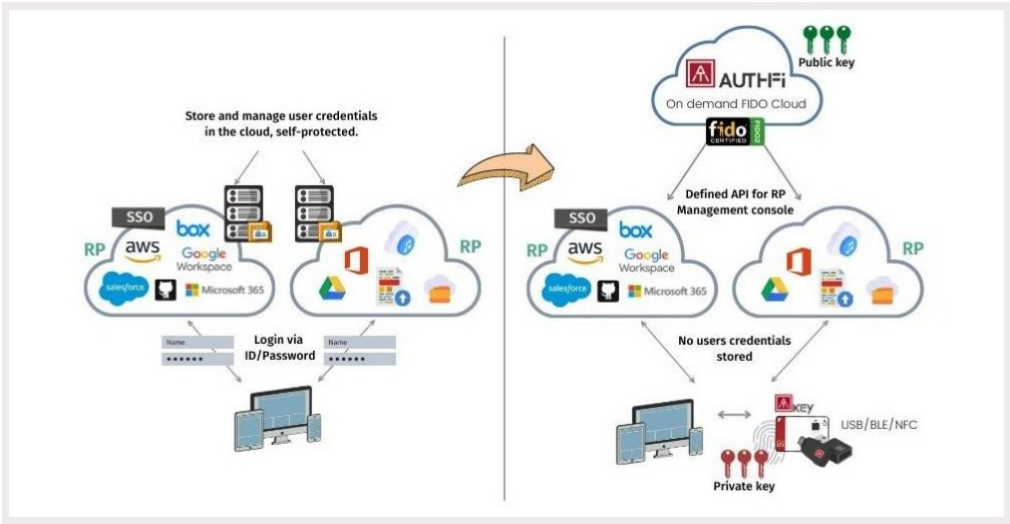 Store and manage user credentials
in the cloud, self-protected.
SSO
box
RP
aws
Google
Workspace
salesforce
Microsoft 365
RP
Name
••••••
Login via
ID/Password
Name
••••••
Public key
AUTHFi
On demand FIDO Cloud
fido
CERTIFIED
FIDO2
Defined API for RP
Management console
SSO
box
RP
aws
Google
Workspace
salesforce
Microsoft 365
RP
No users credentials
stored
KEY
USB/BLE/NFC
Private key